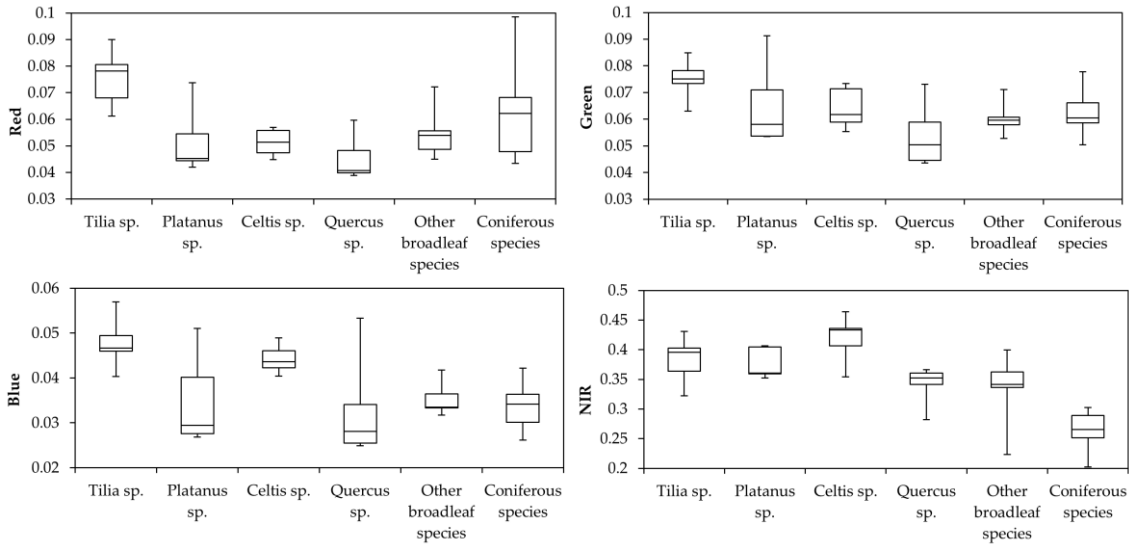 0.1
0.09
0.08
0.07
0.06
0.05
0.04
0.03
Red
Tilia sp.
Platanus
sp.
Celtis sp.
Quercus
sp.
Other
broadleaf
species
Coniferous
species
0.1
0.09
0.08
0.07
0.06
0.05
0.04
0.03
Green
Tilia sp.
Platanus
sp.
Celtis sp.
Quercus
sp.
Other
broadleaf
species
Coniferous
species
0.06
0.05
0.04
0.03
0.02
Blue
Tilia sp.
Platanus
sp.
Celtis sp.
Quercus
sp.
Other
broadleaf
species
Coniferous
species
0.5
0.45
0.4
0.35
0.3
0.25
0.2
NIR
Tilia sp.
Platanus
sp.
Celtis sp.
Quercus
sp.
Other
broadleaf
species
Coniferous
species